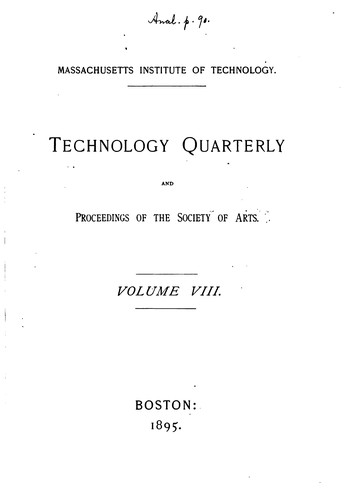 Anal. p. 90.
MASSACHUSETTS INSTITUTE OF TECHNOLOGY.
TECHNOLOGY QUARTERLY
AND
PROCEEDINGS OF THE SOCIETY OF ARTS.
VOLUME VIII.
BOSTON:
1895.